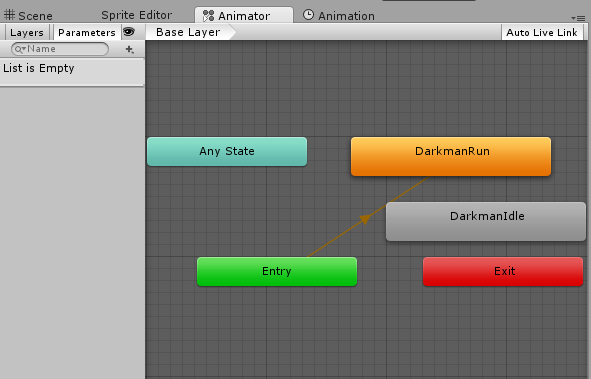 Scene Sprite Editor Animator Animation
Layers Parameters Base Layer Auto Live Link
Name
List is Empty
Any State DarkmanRun
DarkmanIdle
Entry Exit